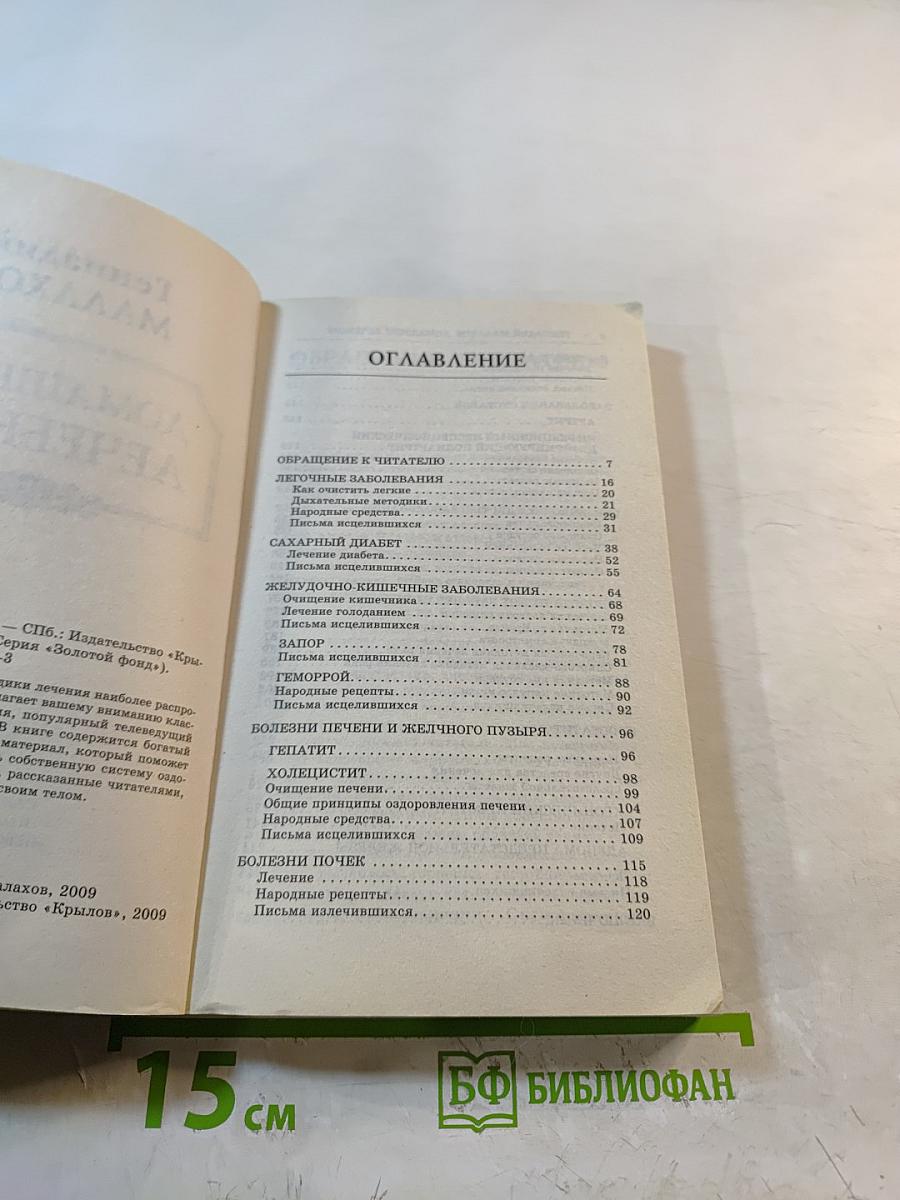 ОГЛАВЛЕНИЕ
ОБРАЩЕНИЕ К ЧИТАТЕЛЮ . . . . . . . . . . . . . . . . . . 7
ЛЕГОЧНЫЕ ЗАБОЛЕВАНИЯ . . . . . . . . . . . . . . . . . . 16
Как очистить легкие . . . . . . . . . . . . . . . . . . 20
Дыхательные методики. . . . . . . . . . . . . . . . . . 21
Народные средства. . . . . . . . . . . . . . . . . . 29
Письма исцелившихся . . . . . . . . . . . . . . . . . . 31
САХАРНЫЙ ДИАБЕТ . . . . . . . . . . . . . . . . . . 38
Лечение диабета. . . . . . . . . . . . . . . . . . 52
Письма исцелившихся . . . . . . . . . . . . . . . . . . 55
ЖЕЛУДОЧНО-КИШЕЧНЫЕ ЗАБОЛЕВАНИЯ. . . . . . . . . 64
Очищение кишечника . . . . . . . . . . . . . . . . . . 68
Лечение голоданием . . . . . . . . . . . . . . . . . . 69
Письма исцелившихся . . . . . . . . . . . . . . . . . . 72
ЗАПОР . . . . . . . . . . . . . . . . . . 78
Письма исцелившихся . . . . . . . . . . . . . . . . . . 81
ГЕМОРРОЙ. . . . . . . . . . . . . . . . . . 88
Народные рецепты. . . . . . . . . . . . . . . . . . 90
Письма исцелившихся . . . . . . . . . . . . . . . . . . 92
БОЛЕЗНИ ПЕЧЕНИ И ЖЕЛЧНОГО ПУЗЫРЯ. . . . . . . . . 96
ГЕПАТИТ . . . . . . . . . . . . . . . . . . 96
ХОЛЕЦИСТИТ. . . . . . . . . . . . . . . . . . 98
Очищение печени. . . . . . . . . . . . . . . . . . 99
Общие принципы оздоровления печени . . . . . . . . . 104
Народные средства. . . . . . . . . . . . . . . . . . 107
Письма исцелившихся . . . . . . . . . . . . . . . . . . 109
БОЛЕЗНИ ПОЧЕК . . . . . . . . . . . . . . . . . . 115
Лечение . . . . . . . . . . . . . . . . . . 118
Народные рецепты. . . . . . . . . . . . . . . . . . 119
Письма излечившихся. . . . . . . . . . . . . . . . . . 120
— СПб.: Издательство «Кры-
Серия «Золотой фонд»).
-3
дики лечения наиболее распро-
лагает вашему вниманию клас-
ия, популярный телеведущий
В книге содержится богатый
материал, который поможет
ь собственную систему оздо-
рассказанные читателями,
своим телом.
алахов, 2009
ьство «Крылов», 2009
15 см
БФ БИБЛИОФАН